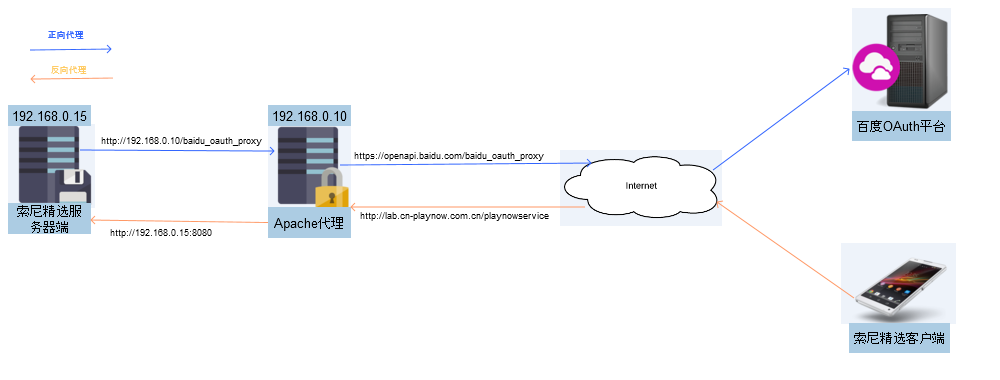 正向代理
反向代理
192.168.0.15
192.168.0.10
http://192.168.0.10/baidu_oauth_proxy
https://openapi.baidu.com/baidu_oauth_proxy
Internet
百度OAuth平台
索尼精选服
务器端
http://192.168.0.15:8080
Apache代理
http://lab.cn-playnow.com.cn/playnowservice
索尼精选客户端